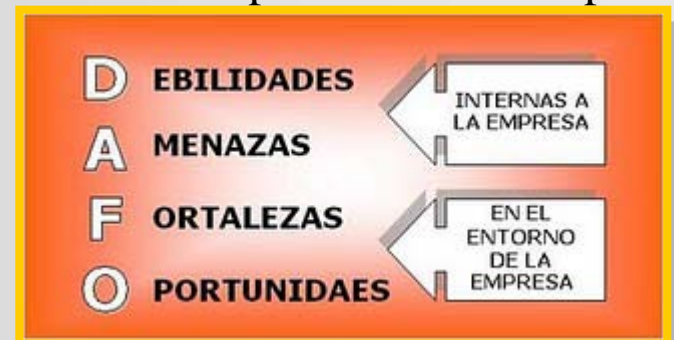 D EBILIDADES
A MENAZAS
F ORTALEZAS
O PORTUNIDAES
INTERNAS A
LA EMPRESA
EN EL
ENTORNO
DE LA
EMPRESA